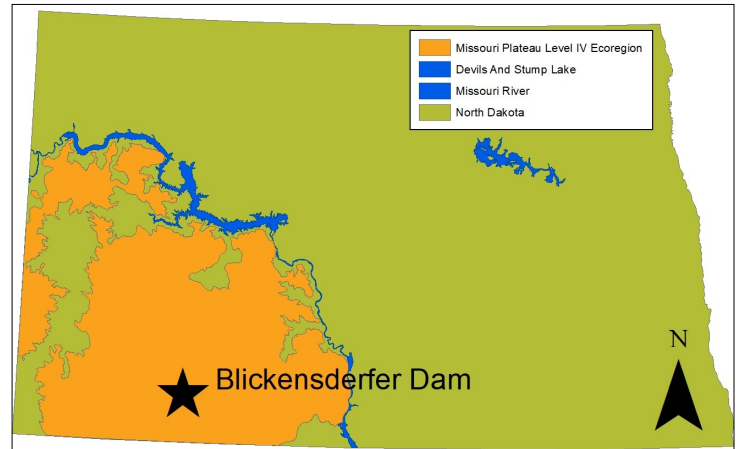 Missouri Plateau Level IV Ecoregion
Devils And Stump Lake
Missouri River
North Dakota
N
Blickensderfer Dam